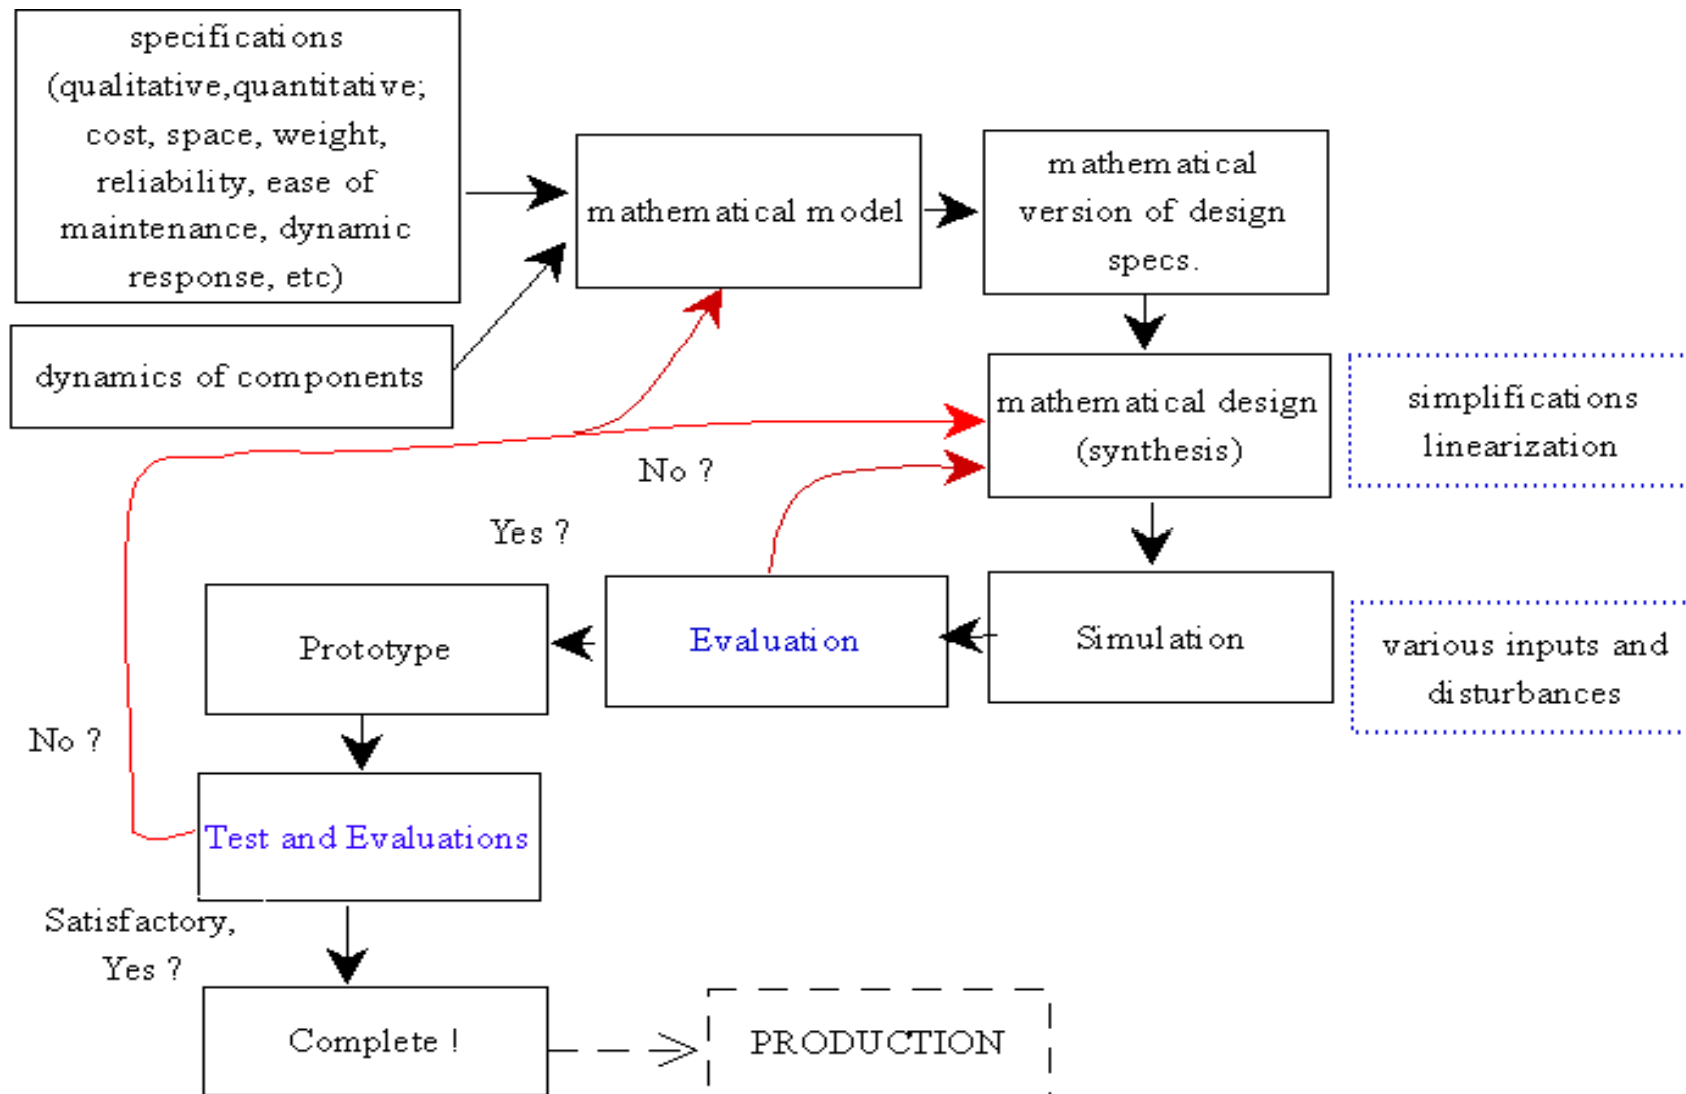 specifications
(qualitative,quantitative;
cost, space, weight,
reliability, ease of
maintenance, dynamic
response, etc)
dynamics of components
mathematical model
mathematical
version of design
specs.
mathematical design
(synthesis)
simplifications
linearization
No ?
Yes ?
Simulation
various inputs and
disturbances
Evaluation
Prototype
No ?
Test and Evaluations
Satisfactory,
Yes ?
Complete !
PRODUCTION